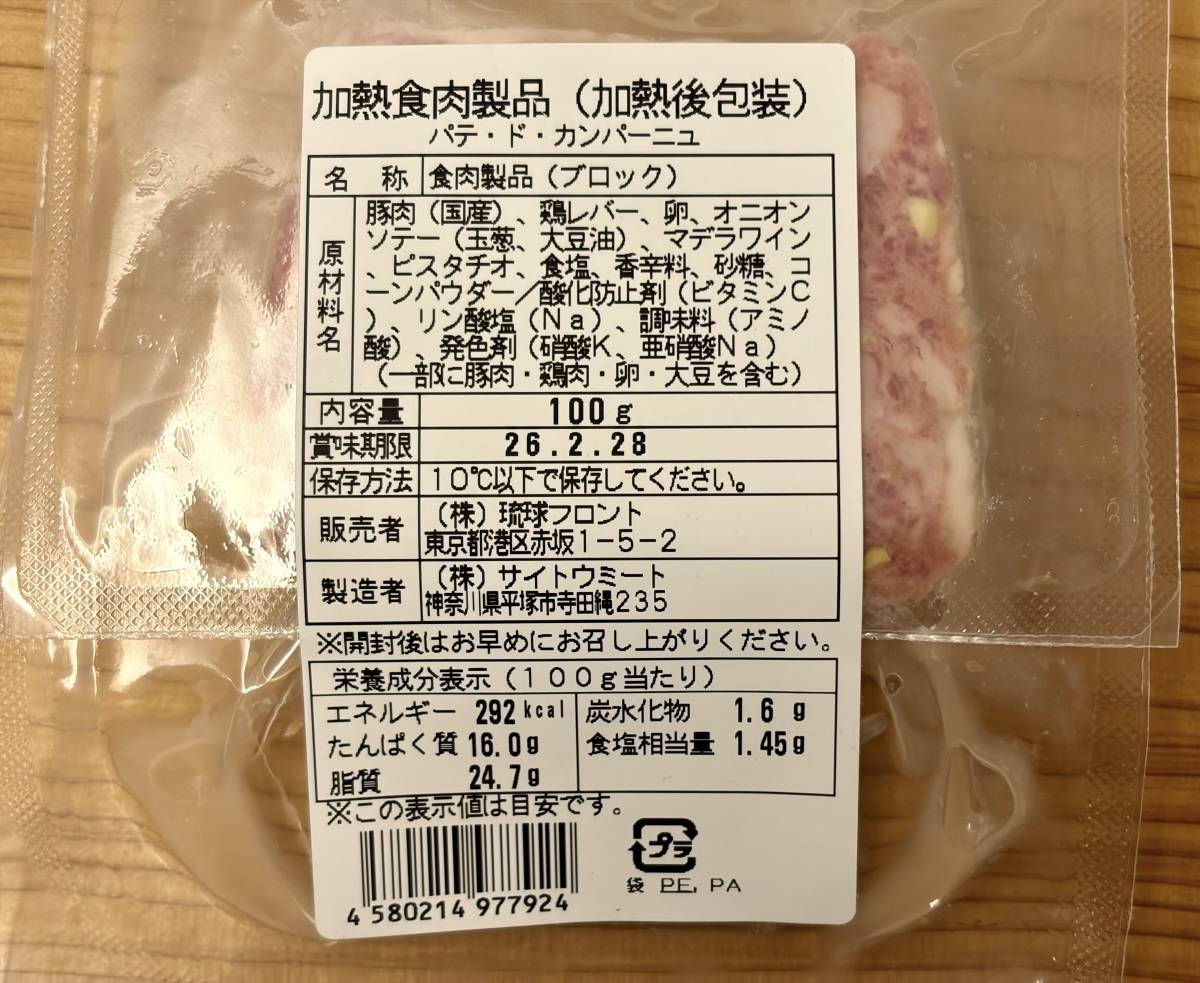 加熱食肉製品（加熱後包装）
パテ・ド・カンパーニュ
名 称 食肉製品（ブロック）
原材料名
豚肉（国産）、鶏レバー、卵、オニオン
ソテー（玉葱、大豆油）、マデラワイン
、ピスタチオ、食塩、香辛料、砂糖、コ
ーンパウダー／酸化防止剤（ビタミンC
）、リン酸塩（Na）、調味料（アミノ
酸）、発色剤（硝酸K、亜硝酸Na）
（一部に豚肉・鶏肉・卵・大豆を含む）
内容量 100g
賞味期限 26.2.28
保存方法 10℃以下で保存してください。
販売者 （株）琉球フロント
東京都港区赤坂1-5-2
製造者 （株）サイトウミート
神奈川県平塚市寺田縄235
※開封後はお早めにお召し上がりください。
栄養成分表示（100g当たり）
エネルギー 292kcal 炭水化物 1.6g
たんぱく質 16.0g 食塩相当量 1.45g
脂質 24.7g
※この表示値は目安です。
プラ
袋 PE, PA
4 580214 977924